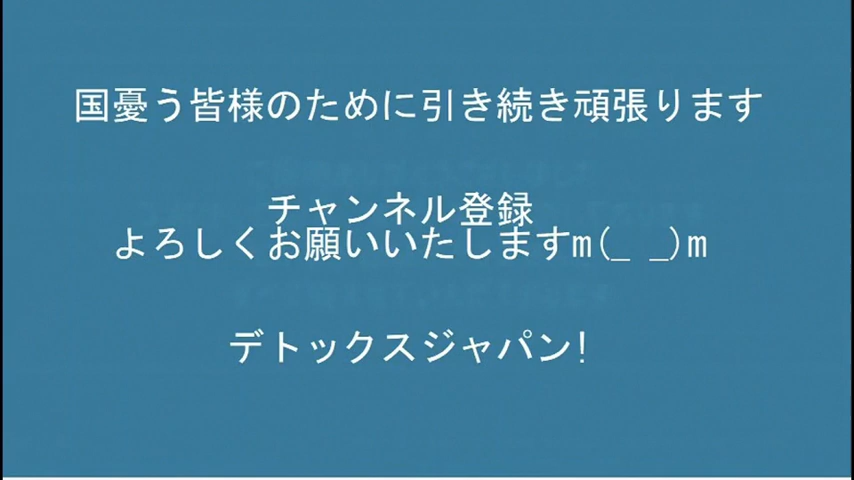 国憂う皆様のために引き続き頑張ります
チャンネル登録
よろしくお願いいたしますm(_ _)m
デトックスジャパン!